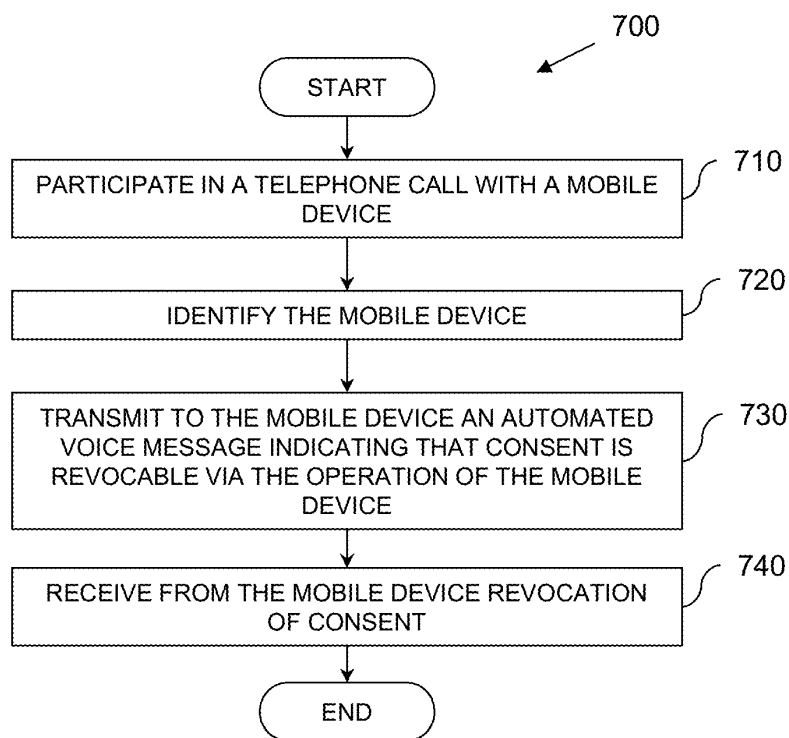 700
START
710
PARTICIPATE IN A TELEPHONE CALL WITH A MOBILE
DEVICE
720
IDENTIFY THE MOBILE DEVICE
730
TRANSMIT TO THE MOBILE DEVICE AN AUTOMATED
VOICE MESSAGE INDICATING THAT CONSENT IS
REVOCABLE VIA THE OPERATION OF THE MOBILE
DEVICE
740
RECEIVE FROM THE MOBILE DEVICE REVOCATION
OF CONSENT
END